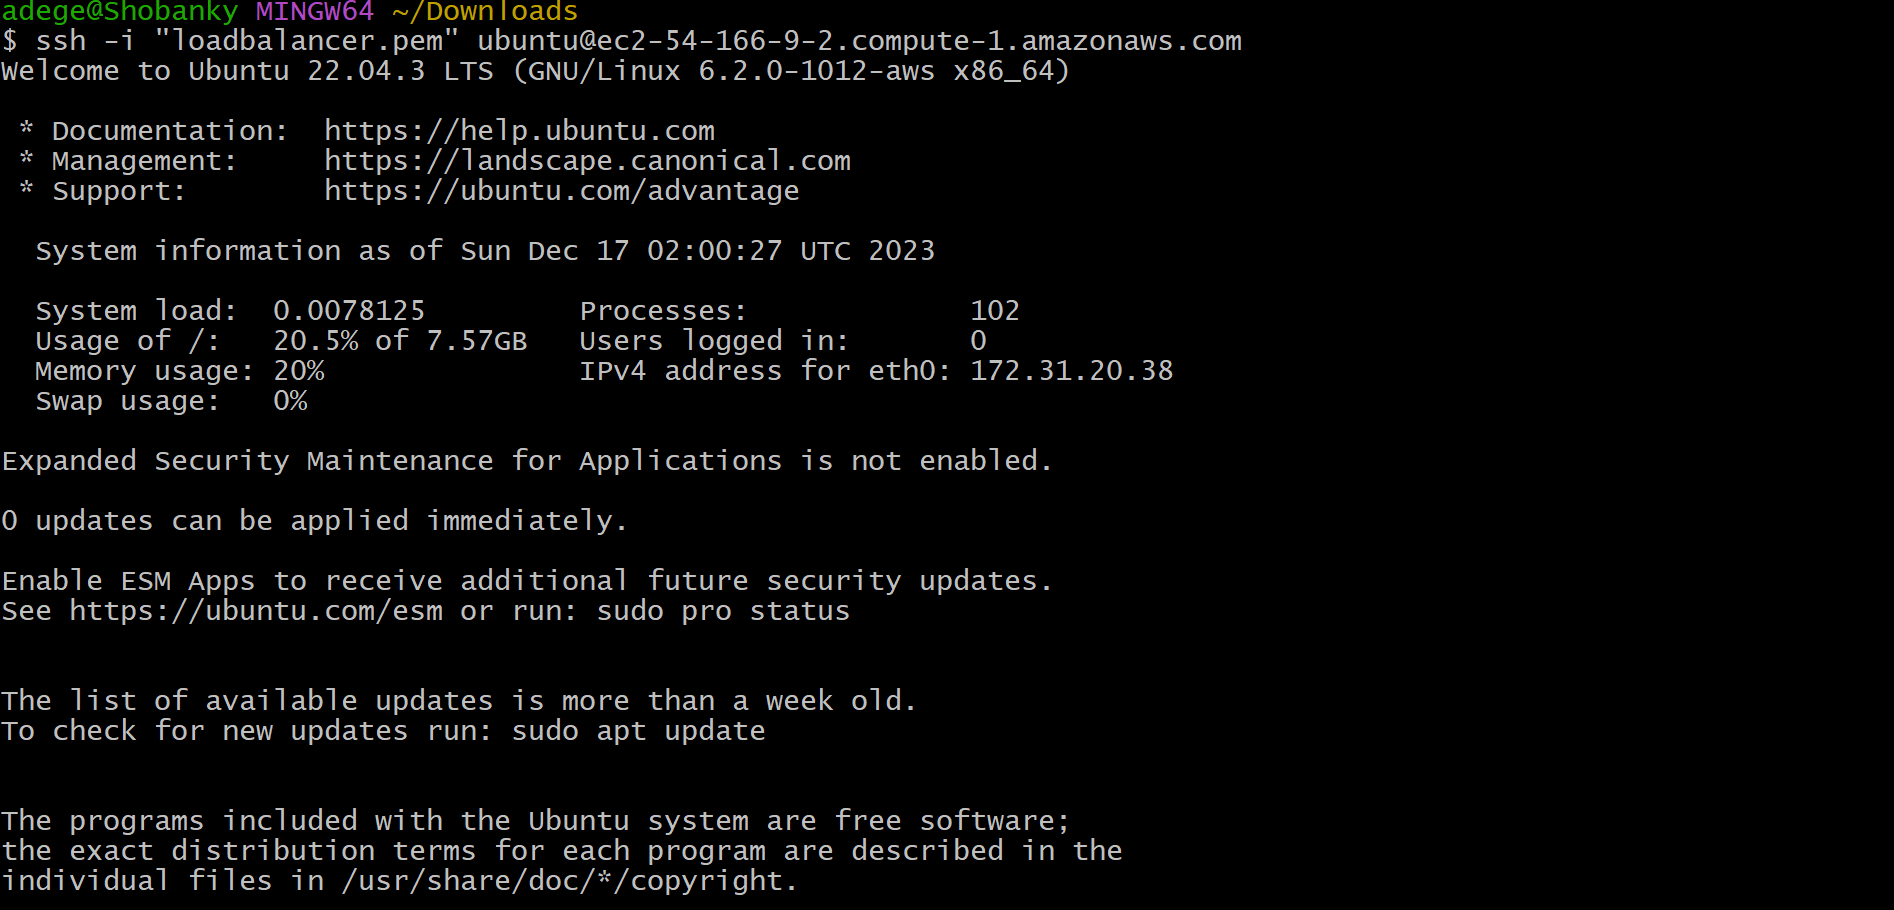 adege@Shobanky MINGW64 ~/Downloads
$ ssh -i "loadbalancer.pem" ubuntu@ec2-54-166-9-2.compute-1.amazonaws.com
Welcome to Ubuntu 22.04.3 LTS (GNU/Linux 6.2.0-1012-aws x86_64)

 * Documentation:  https://help.ubuntu.com
 * Management:     https://landscape.canonical.com
 * Support:        https://ubuntu.com/advantage

  System information as of Sun Dec 17 02:00:27 UTC 2023

  System load:  0.0078125         Processes:             102
  Usage of /:   20.5% of 7.57GB   Users logged in:       0
  Memory usage: 20%               IPv4 address for eth0: 172.31.20.38
  Swap usage:   0%

Expanded Security Maintenance for Applications is not enabled.

0 updates can be applied immediately.

Enable ESM Apps to receive additional future security updates.
See https://ubuntu.com/esm or run: sudo pro status


The list of available updates is more than a week old.
To check for new updates run: sudo apt update


The programs included with the Ubuntu system are free software;
the exact distribution terms for each program are described in the
individual files in /usr/share/doc/*/copyright.